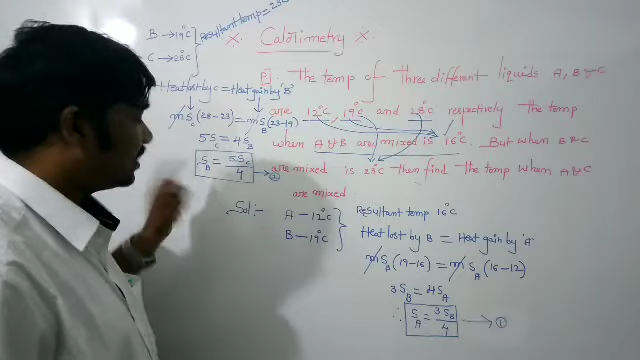 B → 19°C
C → 28°C
Resultant temp = 23°C
Heat lost by C = Heat gain by 'B'
mS_C (28-23) = mS_B (23-19)
5S_C = 4S_B
S_B = 5S_C/4 → ②
× Calorimetry ×
P] The temp of three different liquids A, B & C
are 12°C, 19°C and 28°C respectively the temp
when A & B are mixed is 16°C. But when B & C
are mixed is 23°C then find the temp when A & C
are mixed
Sol:-
A - 12°C
B - 19°C
Resultant temp 16°C
Heat lost by B = Heat gain by 'A'
mS_B (19-16) = mS_A (16-12)
3S_B = 4S_A
∴ S_A = 3S_B/4 → ①